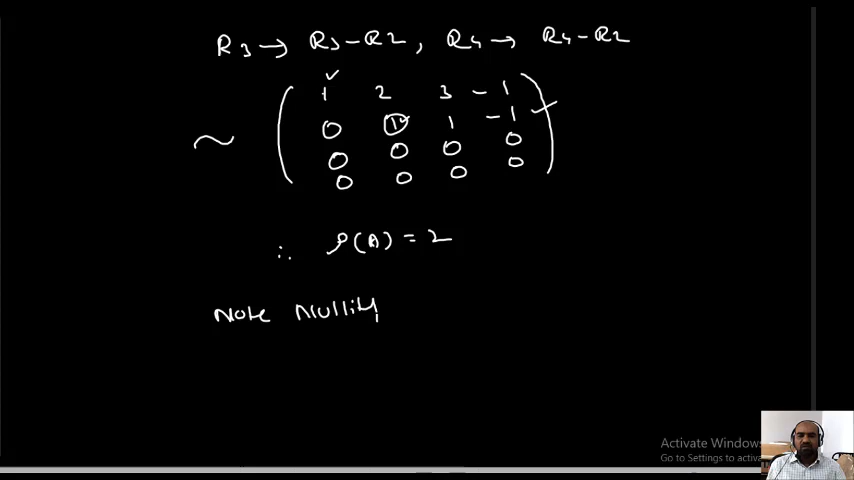 R3 → R3-R2, R4 → R4-R2
1 2 3 -1
~ 0 1 1 -1
0 0 0 0
0 0 0 0
∴ ρ(A) = 2
Note Nullity
Activate Windows
Go to Settings to activa